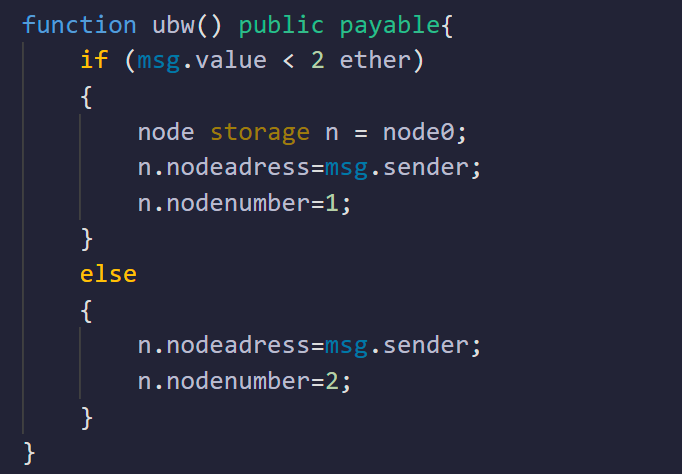 function ubw() public payable{
if (msg.value < 2 ether)
{
node storage n = node0;
n.nodeadress=msg.sender;
n.nodenumber=1;
}
else
{
n.nodeadress=msg.sender;
n.nodenumber=2;
}
}